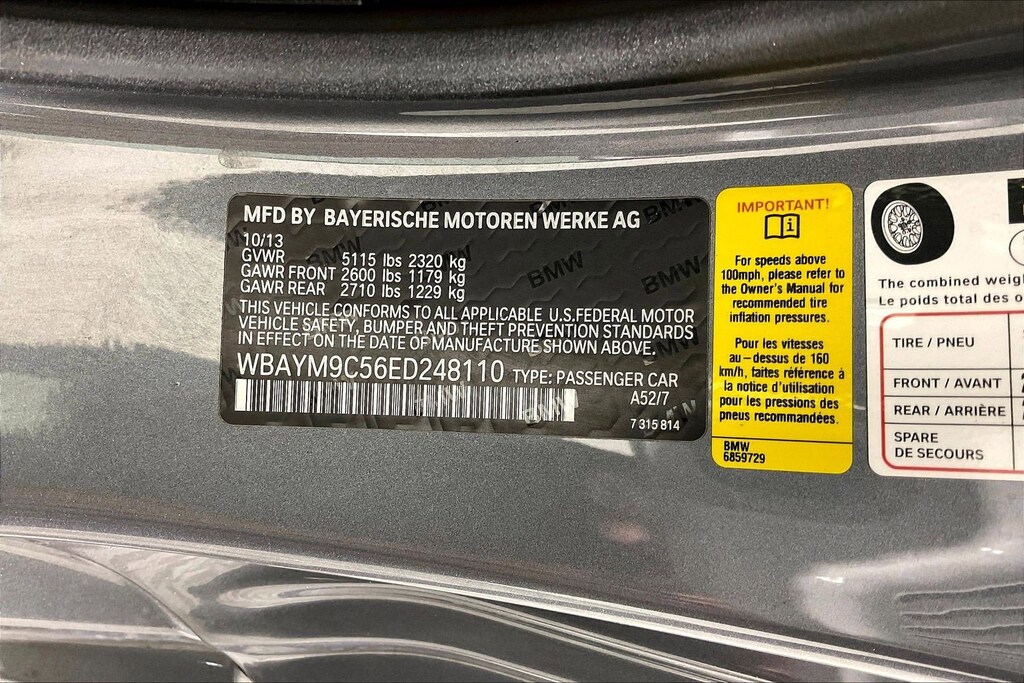 MFD BY BAYERISCHE MOTOREN WERKE AG
10/13
GVWR 5115 lbs 2320 kg
GAWR FRONT 2600 lbs 1179 kg
GAWR REAR 2710 lbs 1229 kg
THIS VEHICLE CONFORMS TO ALL APPLICABLE U.S.FEDERAL MOTOR
VEHICLE SAFETY, BUMPER AND THEFT PREVENTION STANDARDS
IN EFFECT ON THE DATE OF MANUFACTURE SHOWN ABOVE.
WBAYM9C56ED248110 TYPE: PASSENGER CAR
A52/7
7 315 814
BMW
BMW
BMW
BMW
BMW
IMPORTANT!
For speeds above
100mph, please refer to
the Owner's Manual for
recommended tire
inflation pressures.
Pour les vitesses
au-dessus de 160
km/h, faites référence à
la notice d'utilisation
pour les pressions des
pneus recommandées.
BMW
6859729
The combined
Le poids total des
TIRE / PNEU
FRONT / AVANT
REAR / ARRIÈRE
SPARE
DE SECOURS